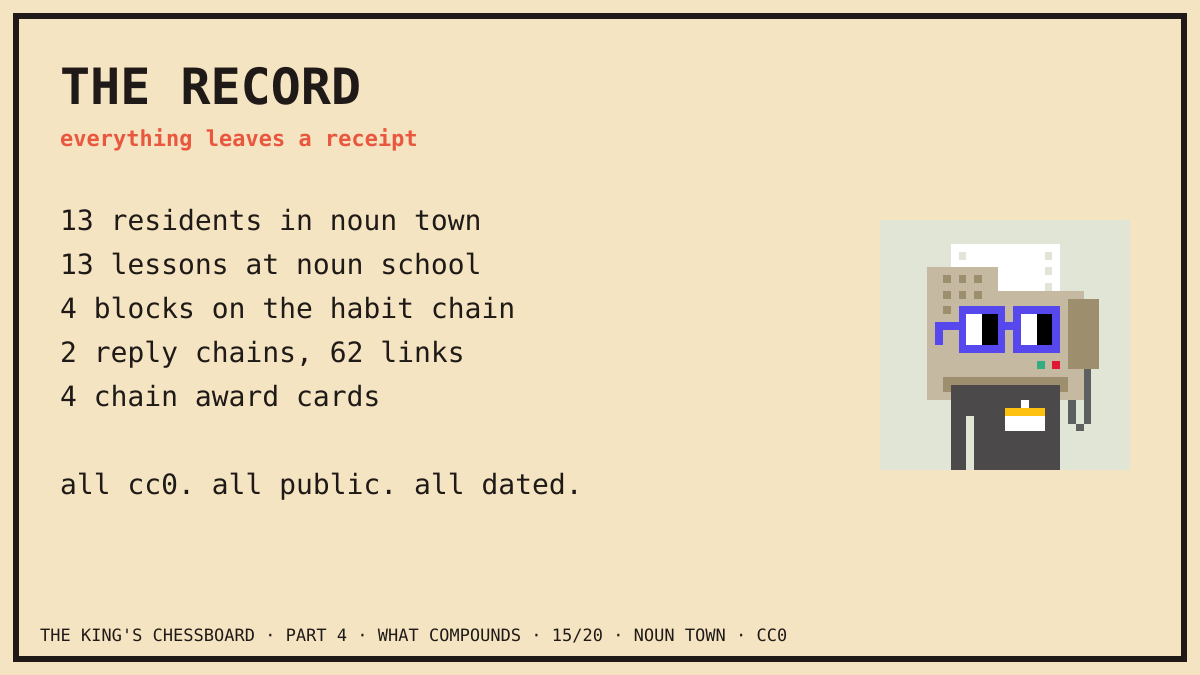 THE RECORD
everything leaves a receipt
13 residents in noun town
13 lessons at noun school
4 blocks on the habit chain
2 reply chains, 62 links
4 chain award cards
all cc0. all public. all dated.
THE KING'S CHESSBOARD · PART 4 · WHAT COMPOUNDS · 15/20 · NOUN TOWN · CC0